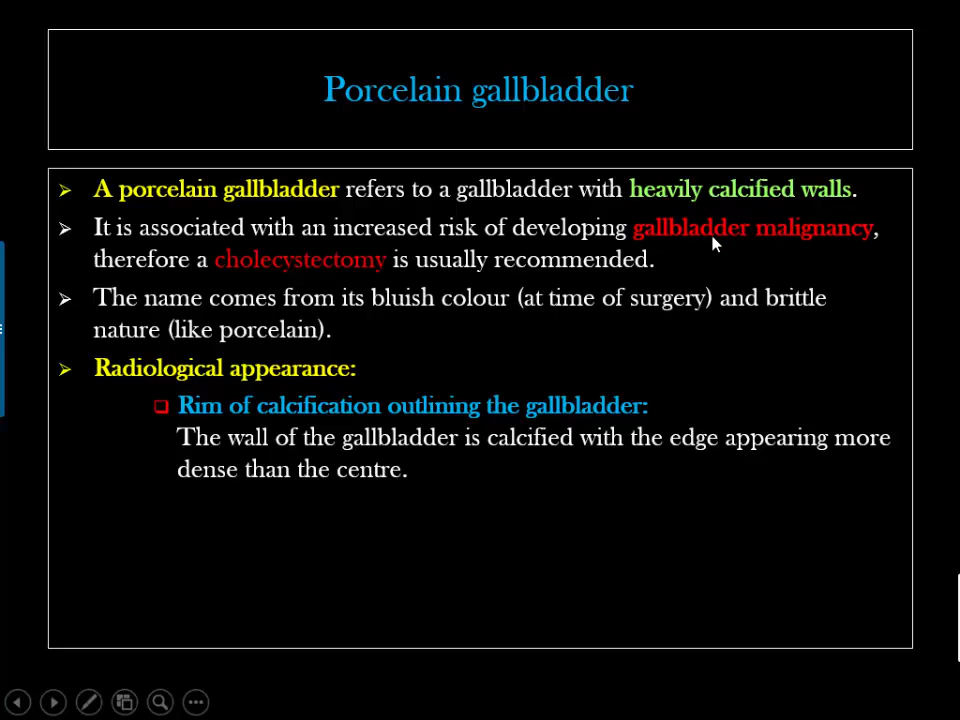 Porcelain gallbladder
A porcelain gallbladder refers to a gallbladder with heavily calcified walls.
It is associated with an increased risk of developing gallbladder malignancy,
therefore a cholecystectomy is usually recommended.
The name comes from its bluish colour (at time of surgery) and brittle
nature (like porcelain).
Radiological appearance:
Rim of calcification outlining the gallbladder:
The wall of the gallbladder is calcified with the edge appearing more
dense than the centre.